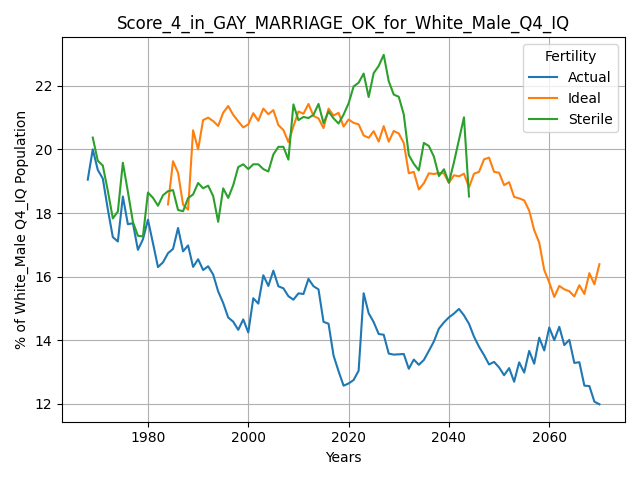 Score_4_in_GAY_MARRIAGE_OK_for_White_Male_Q4_IQ
Fertility
Actual
Ideal
Sterile
% of White_Male Q4_IQ Population
22
20
18
16
14
12
1980
2000
2020
2040
2060
Years